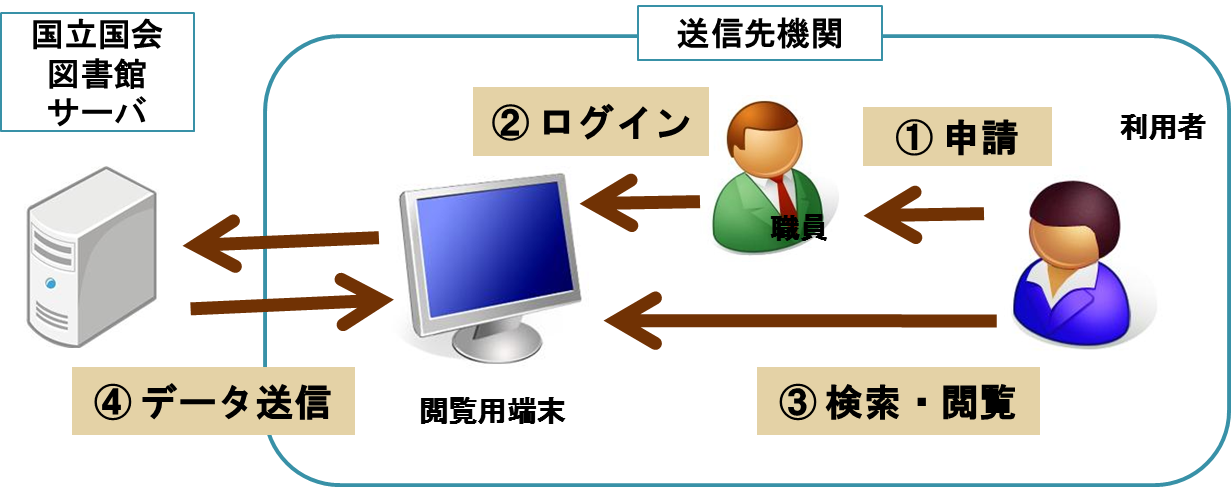 国立国会
図書館
サーバ
送信先機関
② ログイン
① 申請
利用者
職員
④ データ送信
閲覧用端末
③ 検索・閲覧